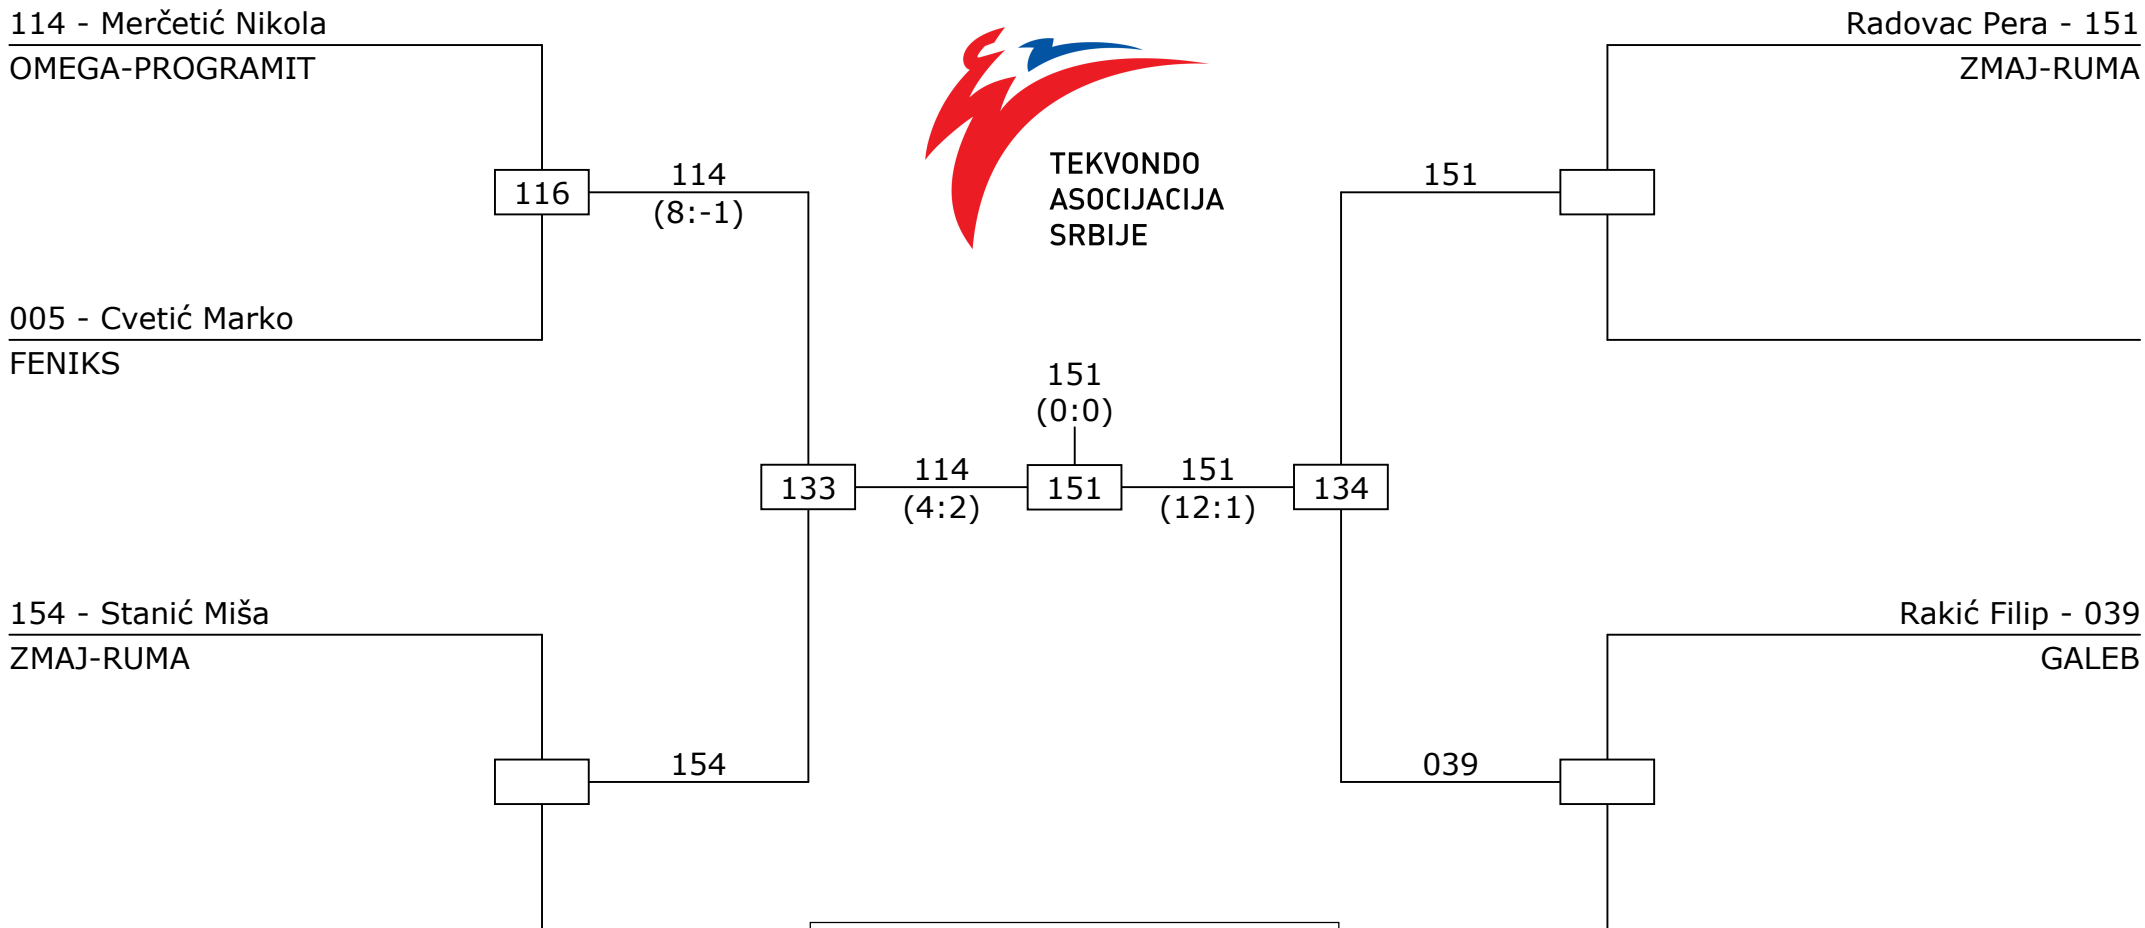 114 - Merčetić Nikola
OMEGA-PROGRAMIT
Radovac Pera - 151
ZMAJ-RUMA
TEKVONDO
ASOCIJACIJA
SRBIJE
116
114
(8:-1)
151
005 - Cvetić Marko
FENIKS
151
(0:0)
133
114
(4:2)
151
151
(12:1)
134
154 - Stanić Miša
ZMAJ-RUMA
Rakić Filip - 039
GALEB
154
039